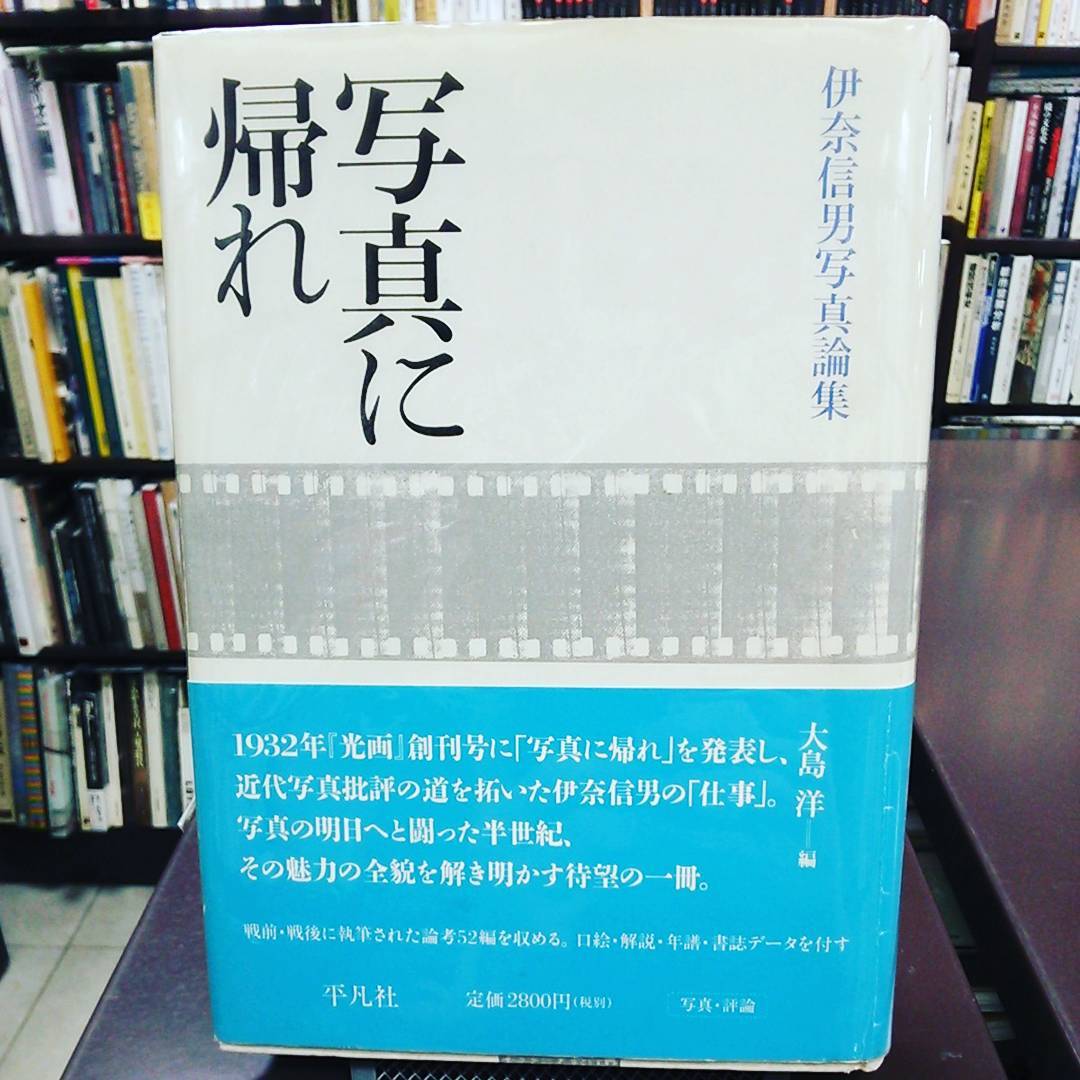 伊奈信男写真論集
写真に
帰れ
大島 洋=編
1932年『光画』創刊号に「写真に帰れ」を発表し、
近代写真批評の道を拓いた伊奈信男の「仕事」。
写真の明日へと闘った半世紀、
その魅力の全貌を解き明かす待望の一冊。
戦前・戦後に執筆された論考52編を収める。口絵・解説・年譜・書誌データを付す
平凡社
定価2800円(税別)
写真・評論